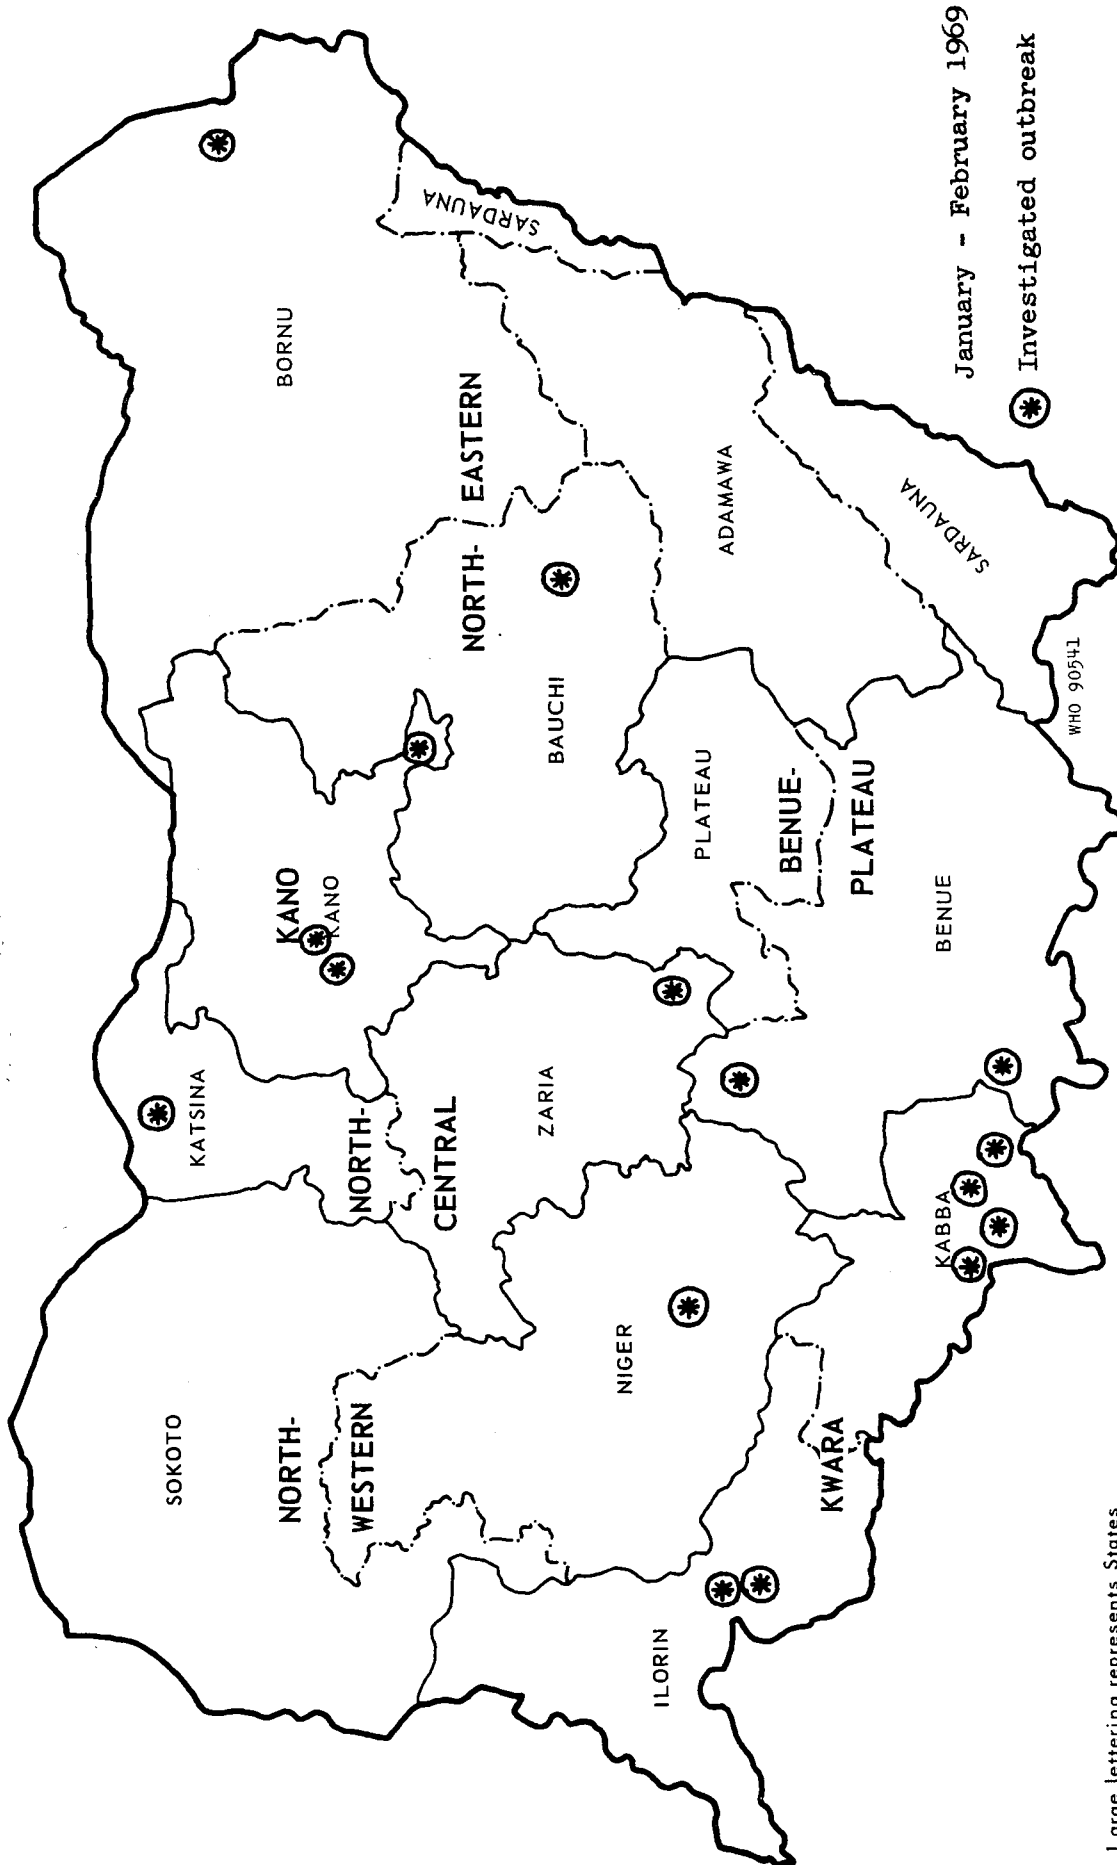 January - February 1969
Investigated outbreak
BORNU
SARDAUNA
NORTH- EASTERN
ADAMAWA
SARDAUNA
BAUCHI
KANO
KANO
PLATEAU
BENUE-
PLATEAU
BENUE
KATSINA
NORTH-
CENTRAL
ZARIA
KABBA
SOKOTO
NORTH-
WESTERN
NIGER
KWARA
ILORIN
WHO 90541
Large lettering represents States